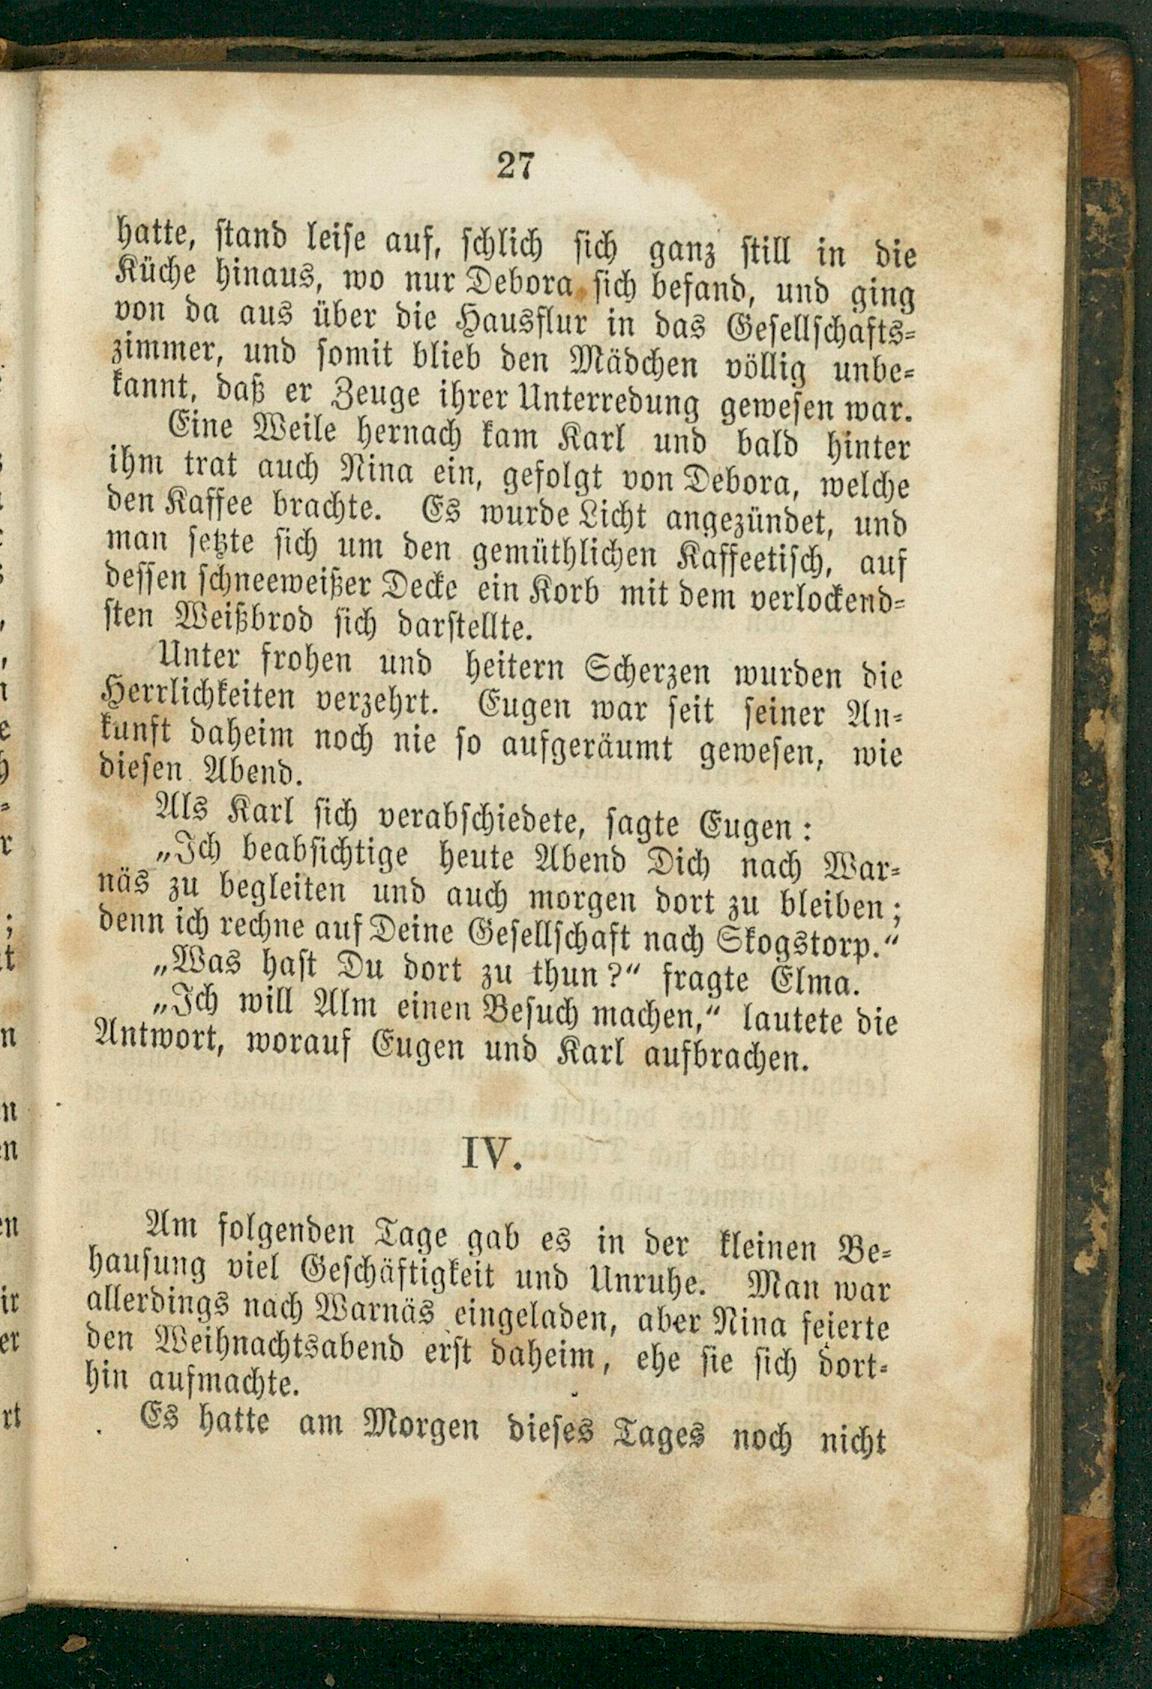 27
hatte, stand leise auf, schlich sich ganz still in die
Küche hinaus, wo nur Debora sich befand, und ging
von da aus über die Hausflur in das Gesellschafts-
zimmer, und somit blieb den Mädchen völlig unbe-
kannt, daß er Zeuge ihrer Unterredung gewesen war.
Eine Weile hernach kam Karl und bald hinter
ihm trat auch Nina ein, gefolgt von Debora, welche
den Kaffee brachte. Es wurde Licht angezündet, und
man setzte sich um den gemüthlichen Kaffeetisch, auf
dessen schneeweißer Decke ein Korb mit dem verlockend-
sten Weißbrod sich darstellte.
Unter frohen und heitern Scherzen wurden die
Herrlichkeiten verzehrt. Eugen war seit seiner An-
kunft daheim noch nie so aufgeräumt gewesen, wie
diesen Abend.
Als Karl sich verabschiedete, sagte Eugen:
„Ich beabsichtige heute Abend Dich nach War-
näs zu begleiten und auch morgen dort zu bleiben;
denn ich rechne auf Deine Gesellschaft nach Skogstorp.“
„Was hast Du dort zu thun?“ fragte Elma.
„Ich will Alm einen Besuch machen,“ lautete die
Antwort, worauf Eugen und Karl aufbrachen.
IV.
Am folgenden Tage gab es in der kleinen Be-
hausung viel Geschäftigkeit und Unruhe. Man war
allerdings nach Warnäs eingeladen, aber Nina feierte
den Weihnachtsabend erst daheim, ehe sie sich dort-
hin aufmachte.
Es hatte am Morgen dieses Tages noch nicht